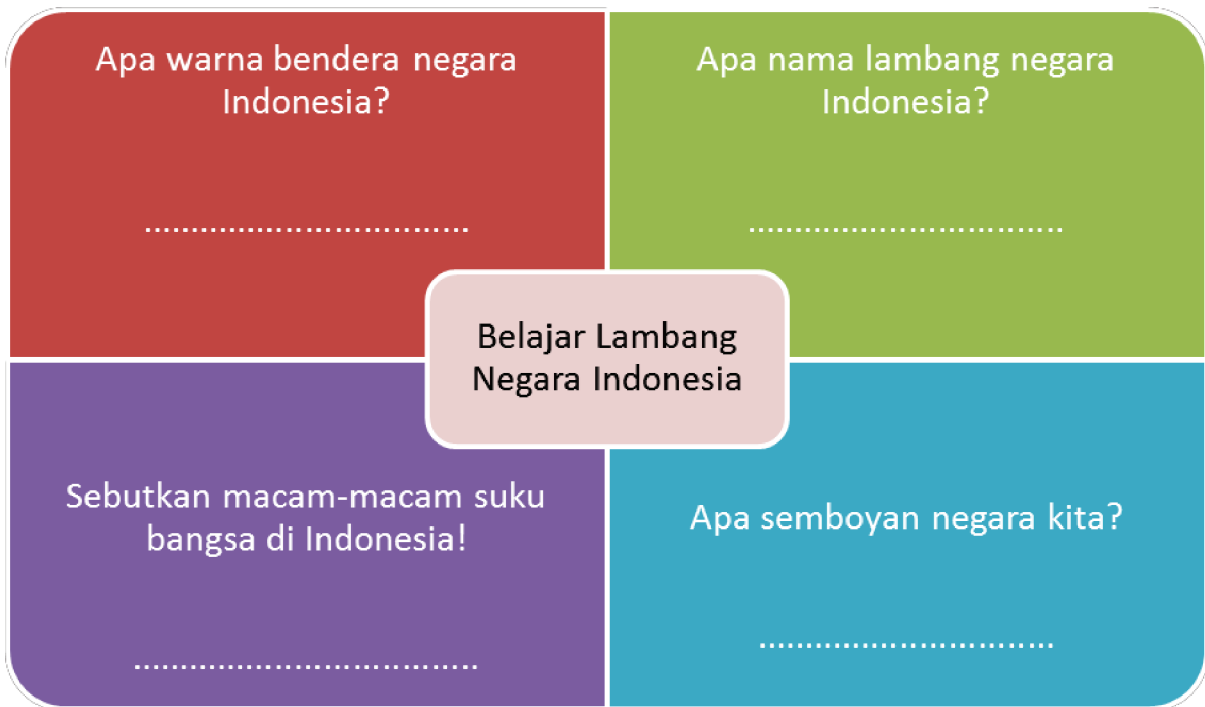 Apa warna bendera negara
Indonesia?
...................................
Apa nama lambang negara
Indonesia?
..................................
Belajar Lambang
Negara Indonesia
Sebutkan macam-macam suku
bangsa di Indonesia!
.....................................
Apa semboyan negara kita?
................................